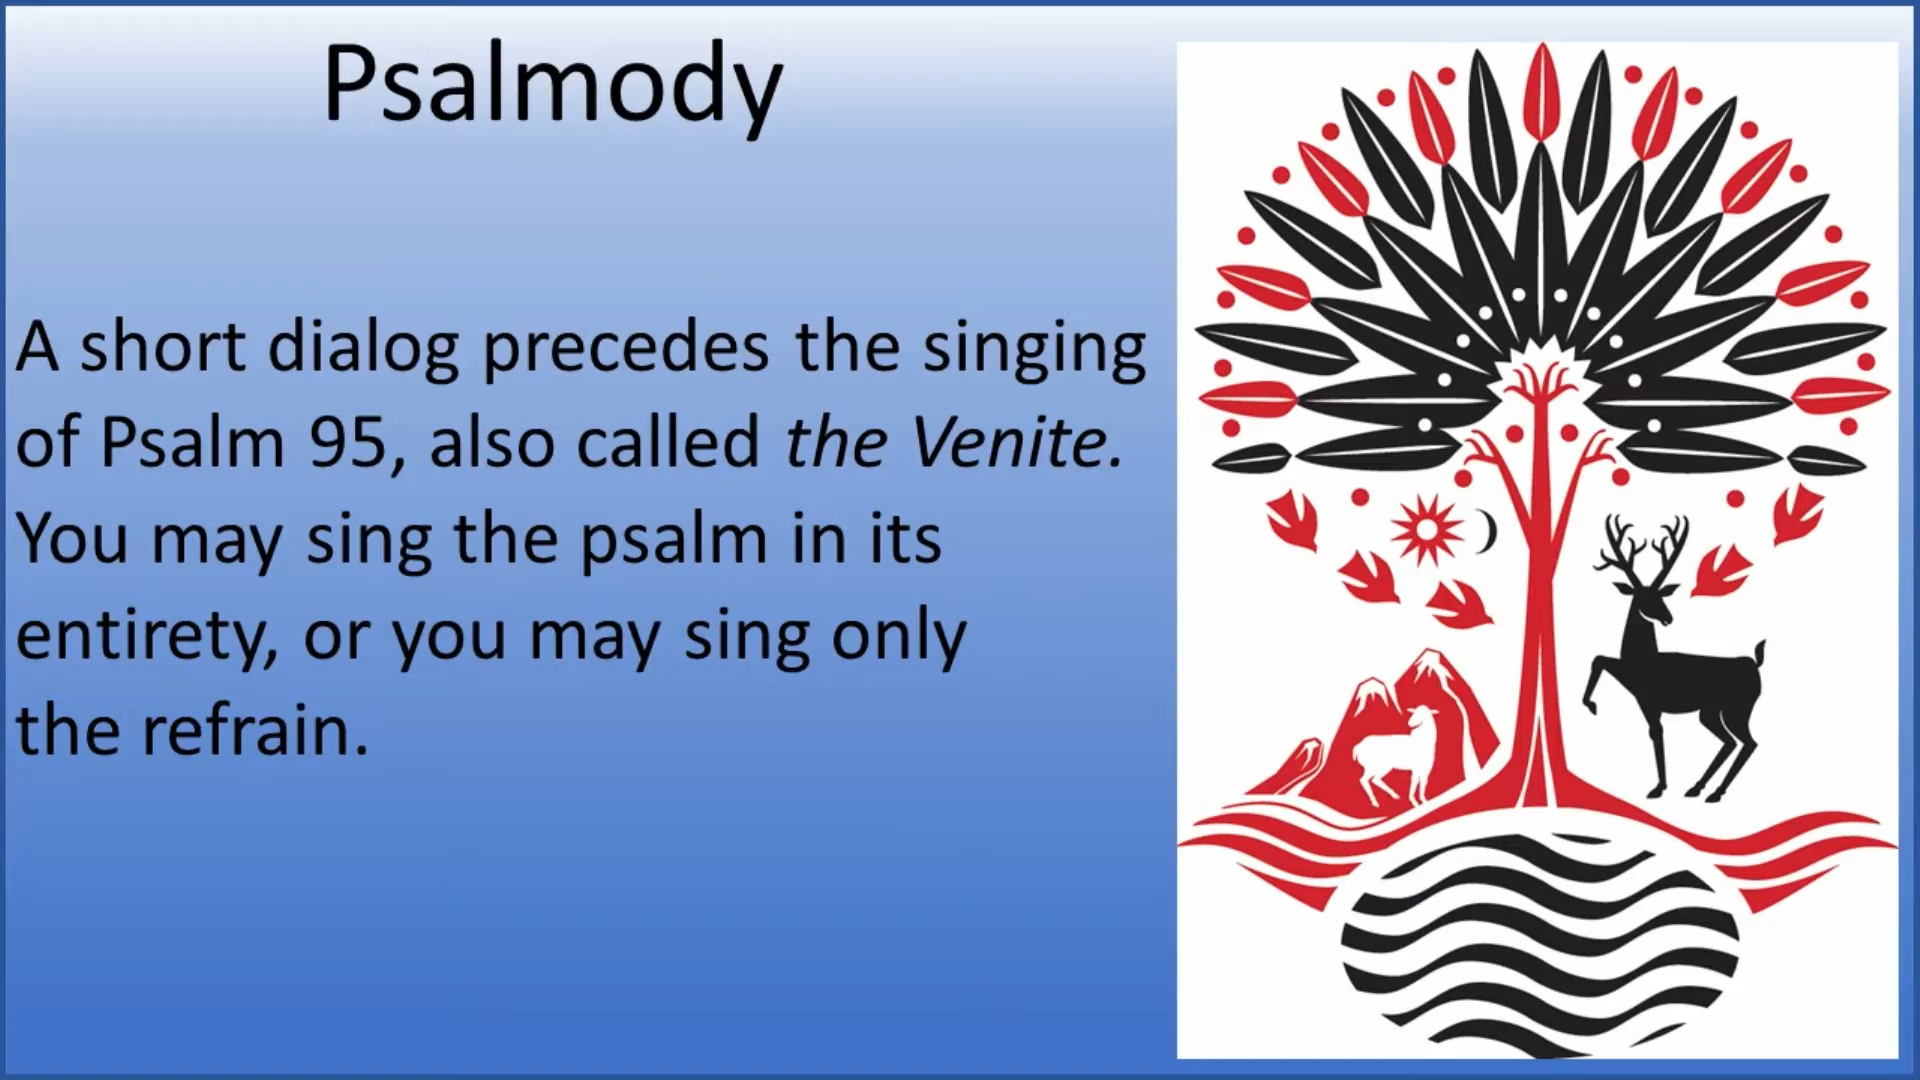 Psalmody
A short dialog precedes the singing
of Psalm 95, also called the Venite.
You may sing the psalm in its
entirety, or you may sing only
the refrain.